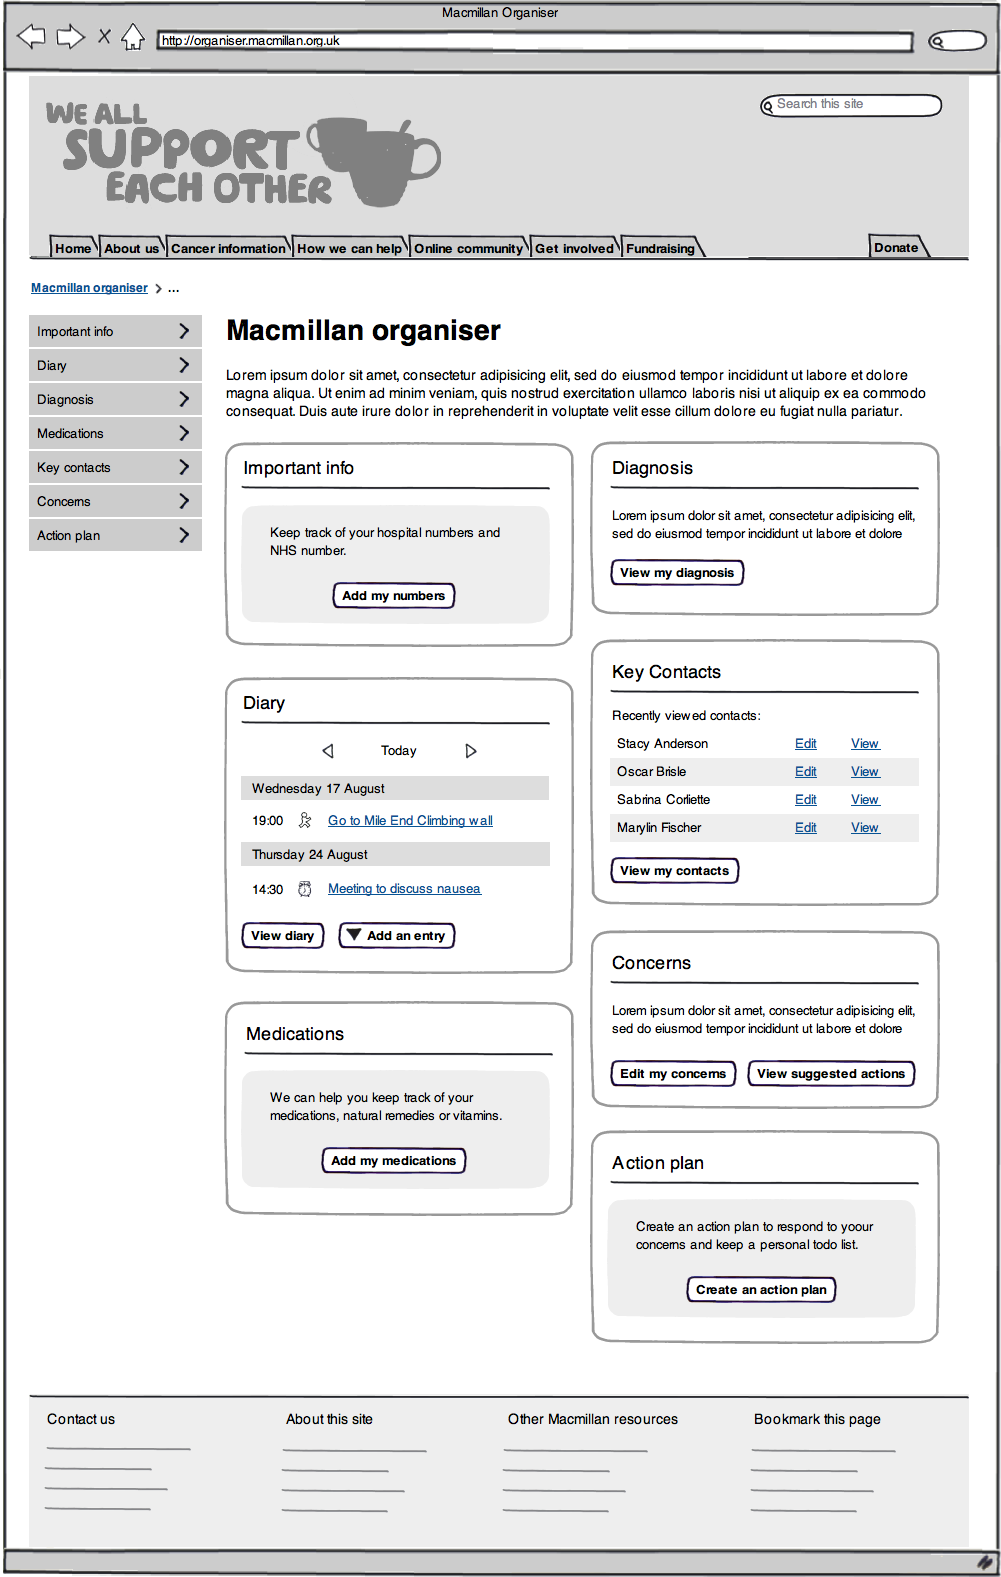 Macmillan Organiser
http://organiser.macmillan.org.uk
WE ALL
SUPPORT
EACH OTHER
Search this site
Home About us Cancer information How we can help Online community Get involved Fundraising Donate
Macmillan organiser > ...
Important info
Diary
Diagnosis
Medications
Key contacts
Concerns
Action plan
Macmillan organiser
Lorem ipsum dolor sit amet, consectetur adipisicing elit, sed do eiusmod tempor incididunt ut labore et dolore
magna aliqua. Ut enim ad minim veniam, quis nostrud exercitation ullamco laboris nisi ut aliquip ex ea commodo
consequat. Duis aute irure dolor in reprehenderit in voluptate velit esse cillum dolore eu fugiat nulla pariatur.
Important info
Keep track of your hospital numbers and
NHS number.
Add my numbers
Diary
Today
Wednesday 17 August
19:00 Go to Mile End Climbing wall
Thursday 24 August
14:30 Meeting to discuss nausea
View diary Add an entry
Medications
We can help you keep track of your
medications, natural remedies or vitamins.
Add my medications
Diagnosis
Lorem ipsum dolor sit amet, consectetur adipisicing elit,
sed do eiusmod tempor incididunt ut labore et dolore
View my diagnosis
Key Contacts
Recently viewed contacts:
Stacy Anderson Edit View
Oscar Brisle Edit View
Sabrina Corliette Edit View
Marylin Fischer Edit View
View my contacts
Concerns
Lorem ipsum dolor sit amet, consectetur adipisicing elit,
sed do eiusmod tempor incididunt ut labore et dolore
Edit my concerns View suggested actions
Action plan
Create an action plan to respond to yoour
concerns and keep a personal todo list.
Create an action plan
Contact us About this site Other Macmillan resources Bookmark this page